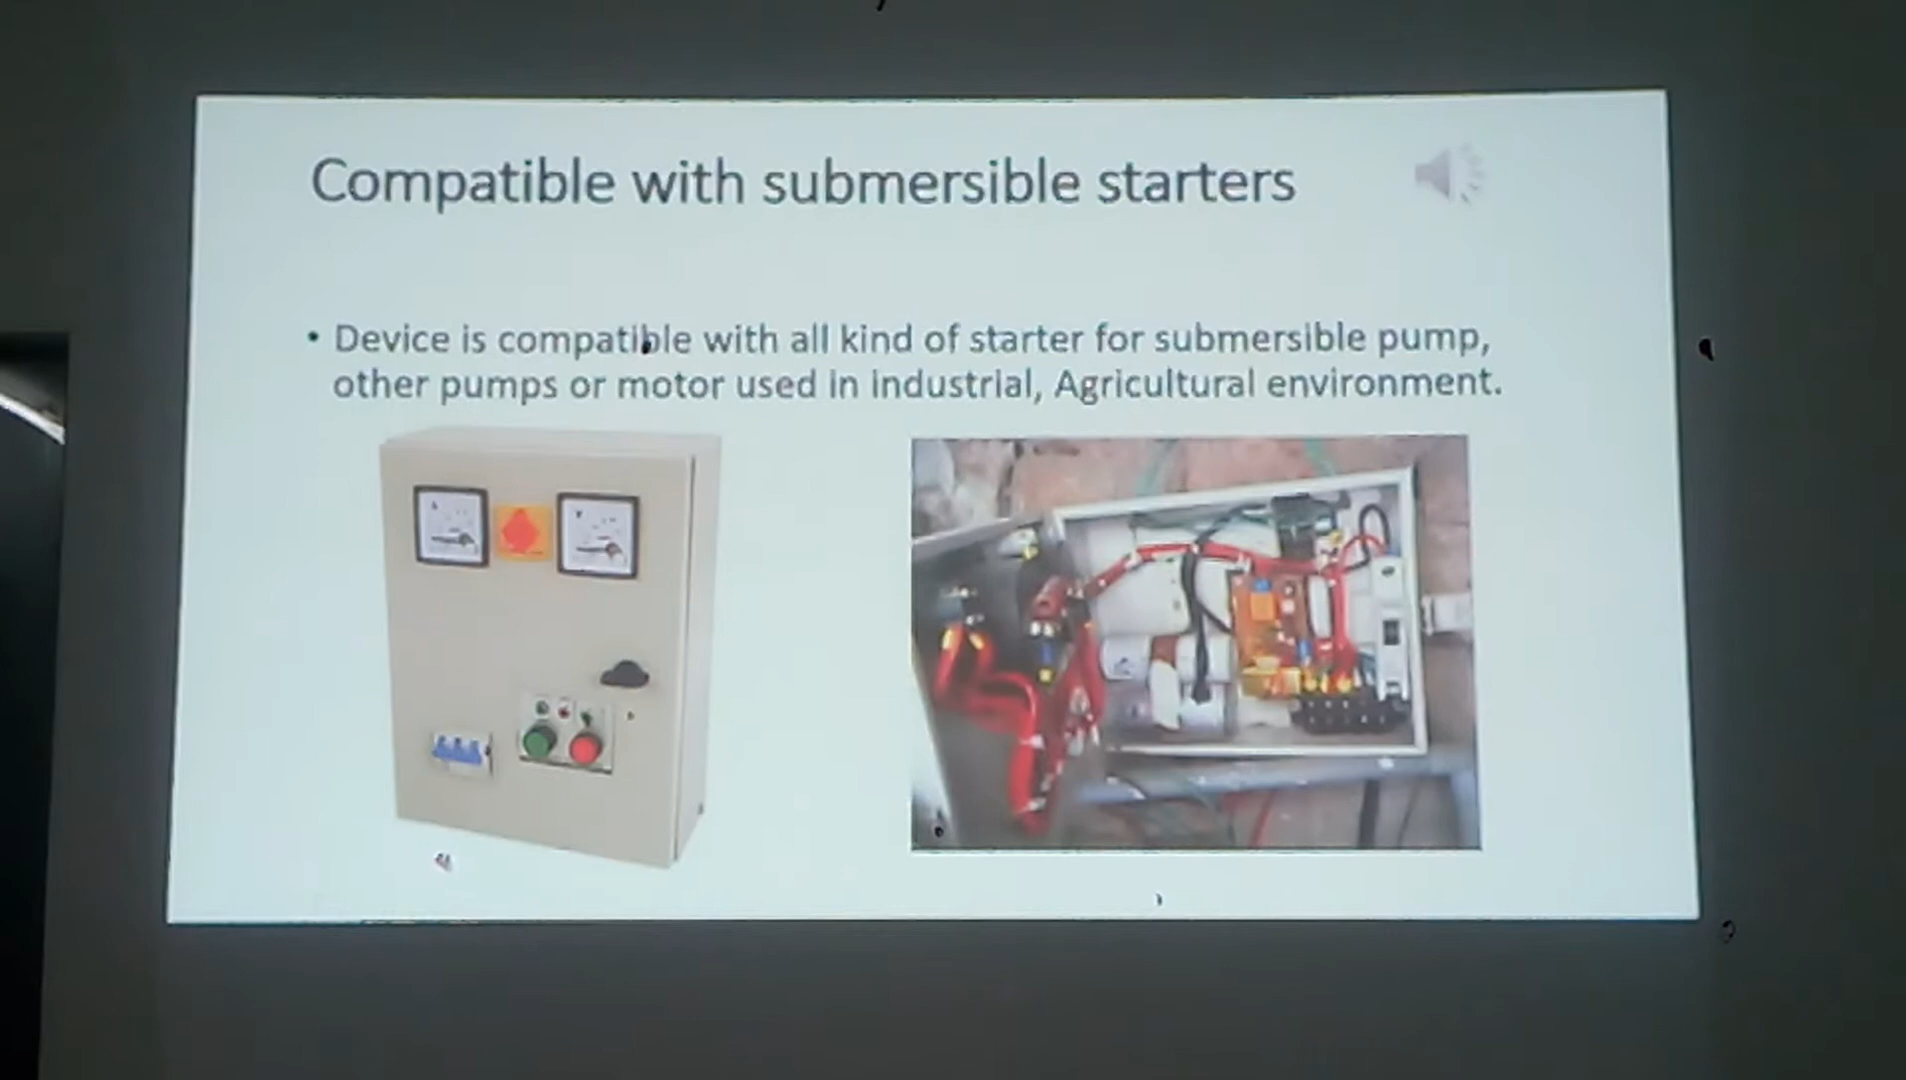 Compatible with submersible starters
• Device is compatible with all kind of starter for submersible pump,
other pumps or motor used in industrial, Agricultural environment.